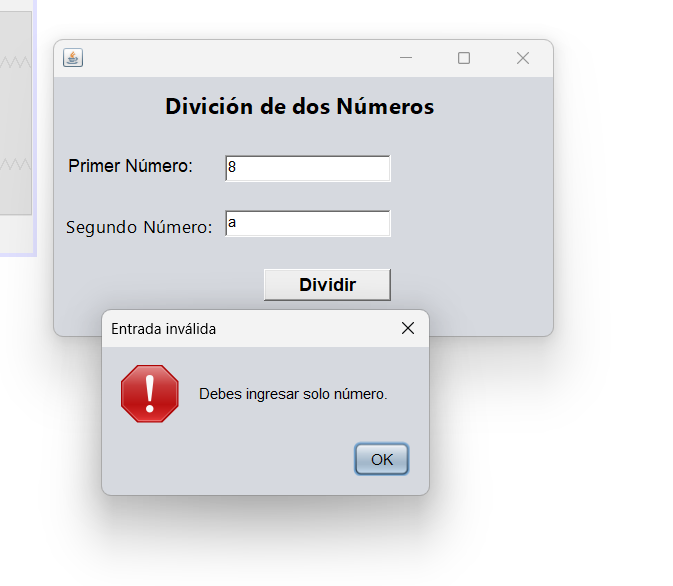 Divición de dos Números
Primer Número:
8
Segundo Número:
a
Dividir
Entrada inválida
Debes ingresar solo número.
OK